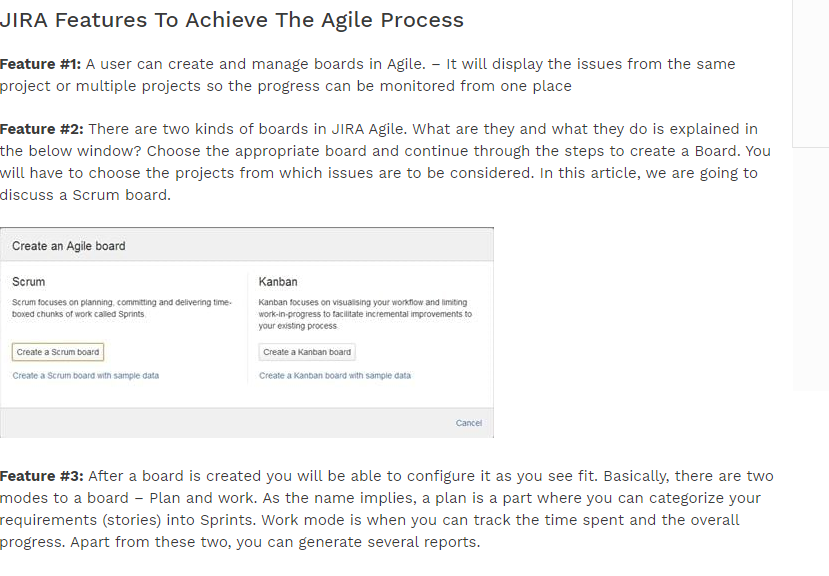 JIRA Features To Achieve The Agile Process
Feature #1: A user can create and manage boards in Agile. – It will display the issues from the same
project or multiple projects so the progress can be monitored from one place
Feature #2: There are two kinds of boards in JIRA Agile. What are they and what they do is explained in
the below window? Choose the appropriate board and continue through the steps to create a Board. You
will have to choose the projects from which issues are to be considered. In this article, we are going to
discuss a Scrum board.
Create an Agile board
Scrum
Scrum focuses on planning, committing and delivering time-
boxed chunks of work called Sprints.
Create a Scrum board
Create a Scrum board with sample data
Kanban
Kanban focuses on visualising your workflow and limiting
work-in-progress to facilitate incremental improvements to
your existing process.
Create a Kanban board
Create a Kanban board with sample data
Cancel
Feature #3: After a board is created you will be able to configure it as you see fit. Basically, there are two
modes to a board – Plan and work. As the name implies, a plan is a part where you can categorize your
requirements (stories) into Sprints. Work mode is when you can track the time spent and the overall
progress. Apart from these two, you can generate several reports.